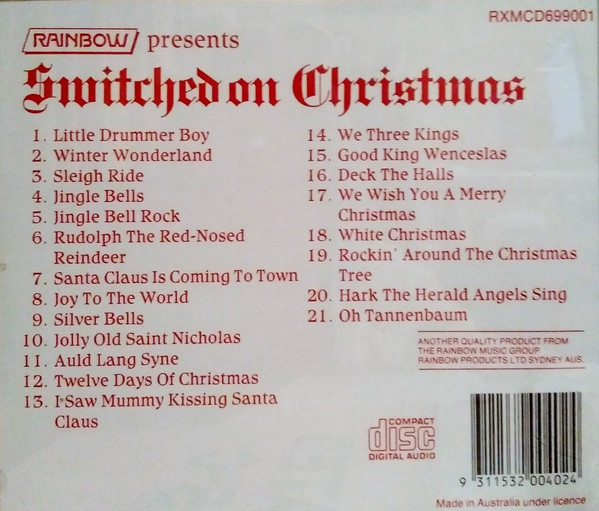 RXMCD699001
RAINBOW presents
Switched on Christmas
1. Little Drummer Boy
2. Winter Wonderland
3. Sleigh Ride
4. Jingle Bells
5. Jingle Bell Rock
6. Rudolph The Red-Nosed
Reindeer
7. Santa Claus Is Coming To Town
8. Joy To The World
9. Silver Bells
10. Jolly Old Saint Nicholas
11. Auld Lang Syne
12. Twelve Days Of Christmas
13. I Saw Mummy Kissing Santa
Claus
14. We Three Kings
15. Good King Wenceslas
16. Deck The Halls
17. We Wish You A Merry
Christmas
18. White Christmas
19. Rockin' Around The Christmas
Tree
20. Hark The Herald Angels Sing
21. Oh Tannenbaum
ANOTHER QUALITY PRODUCT FROM
THE RAINBOW MUSIC GROUP
RAINBOW PRODUCTS LTD SYDNEY AUS.
COMPACT
disc
DIGITAL AUDIO
9 311532 004024
Made in Australia under licence